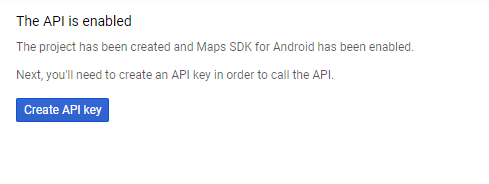 The API is enabled
The project has been created and Maps SDK for Android has been enabled.
Next, you'll need to create an API key in order to call the API.
Create API key